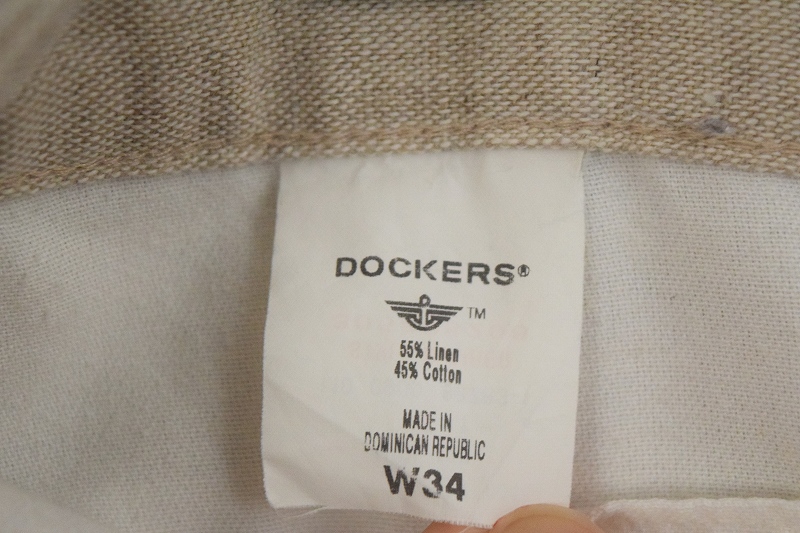 DOCKERS®
™
55% Linen
45% Cotton
MADE IN
DOMINICAN REPUBLIC
W34